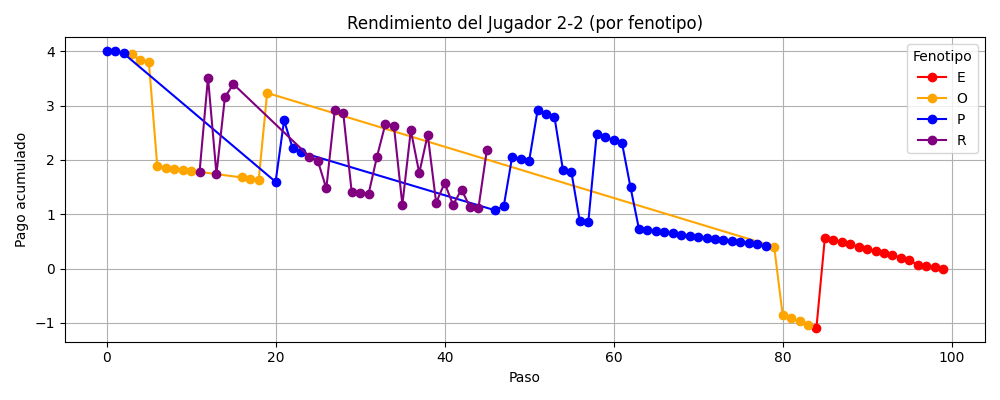 Rendimiento del Jugador 2-2 (por fenotipo)
Pago acumulado
4
3
2
1
0
−1
Fenotipo
E
O
P
R
0 20 40 60 80 100
Paso